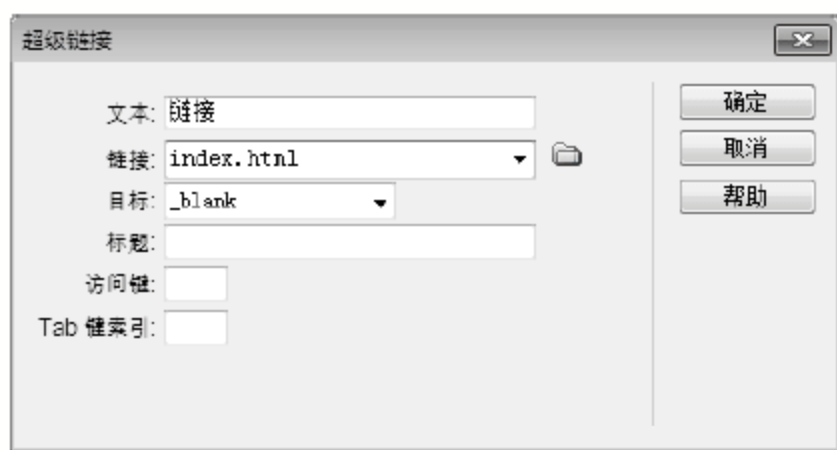 超级链接
文本: 链接
链接: index.html
目标: _blank
标题:
访问键:
Tab 键索引:
确定
取消
帮助